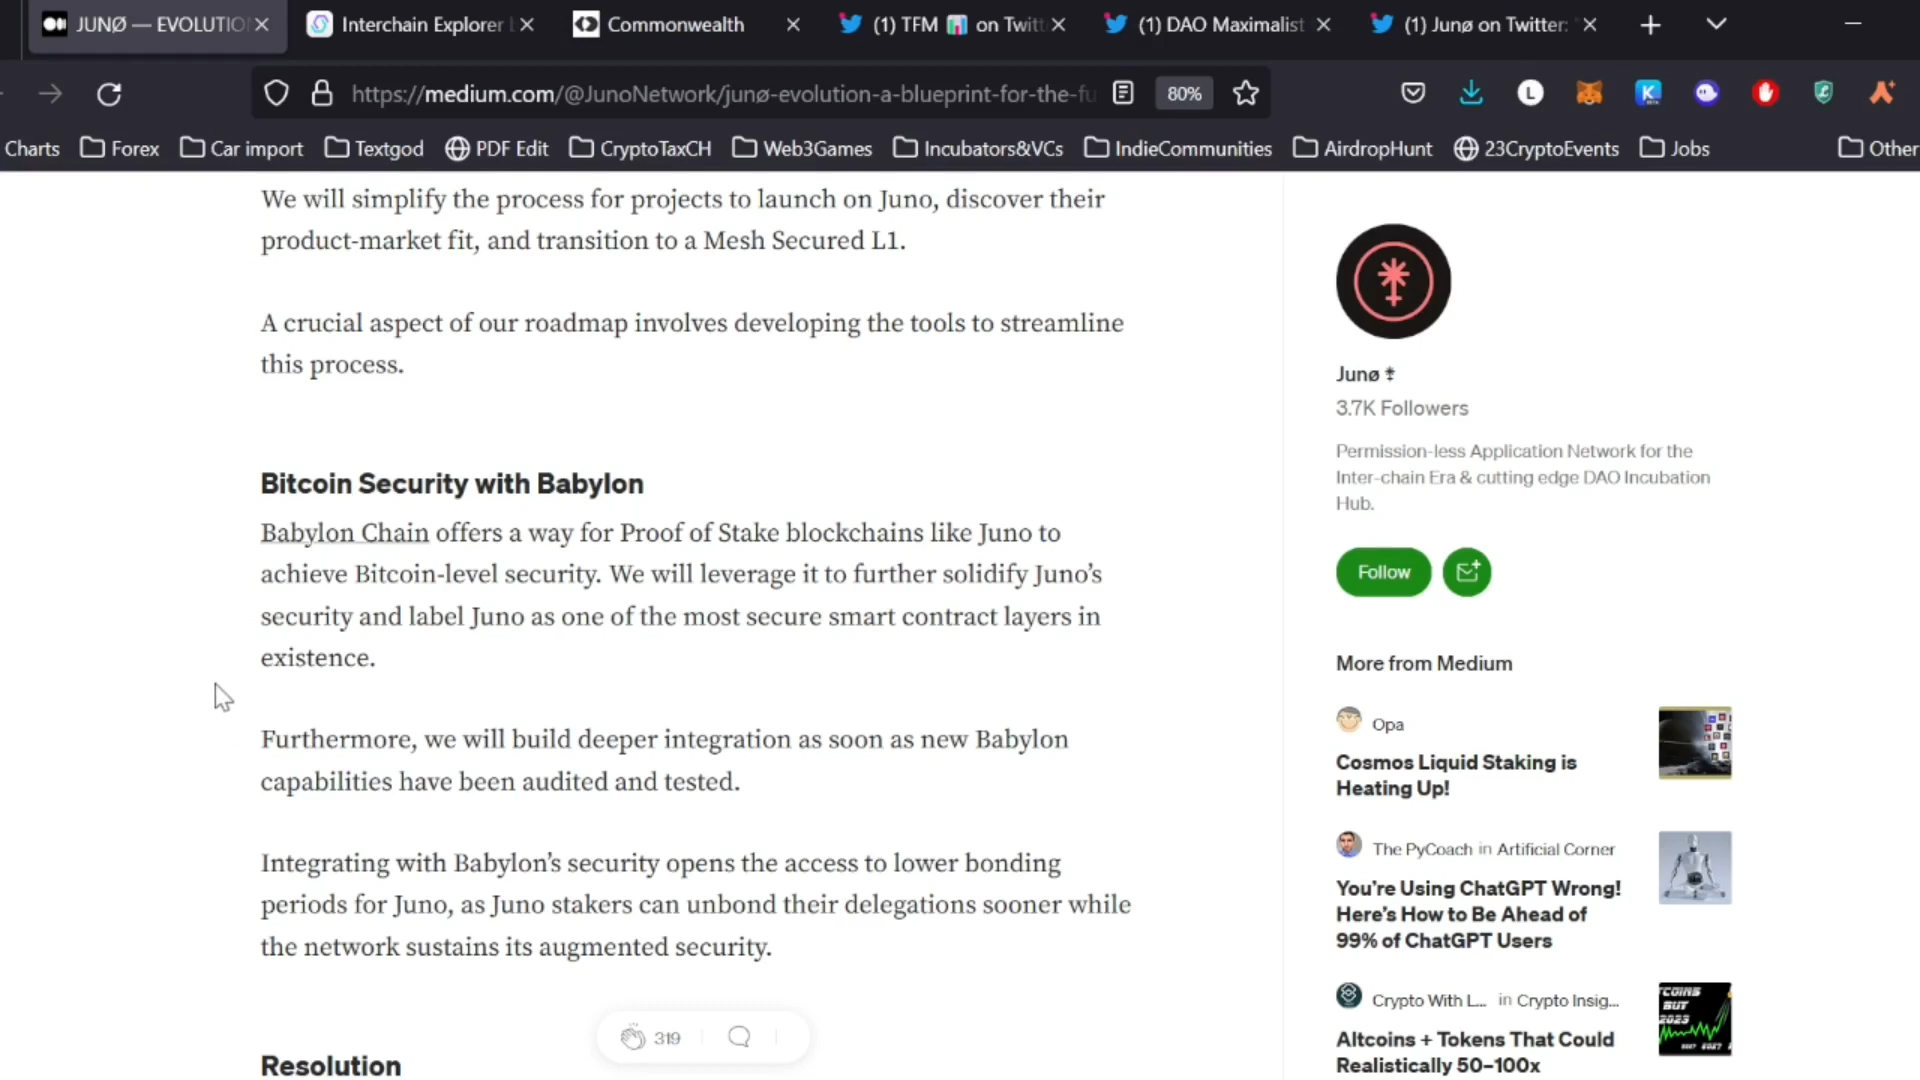 JUNØ — EVOLUTIO
Interchain Explorer
Commonwealth
(1) TFM on Twitt
(1) DAO Maximalist
(1) Junø on Twitter: "
https://medium.com/@JunoNetwork/junø-evolution-a-blueprint-for-the-fu
80%
Charts
Forex
Car import
Textgod
PDF Edit
CryptoTaxCH
Web3Games
Incubators&VCs
IndieCommunities
AirdropHunt
23CryptoEvents
Jobs
Other
We will simplify the process for projects to launch on Juno, discover their
product-market fit, and transition to a Mesh Secured L1.
A crucial aspect of our roadmap involves developing the tools to streamline
this process.
Bitcoin Security with Babylon
Babylon Chain offers a way for Proof of Stake blockchains like Juno to
achieve Bitcoin-level security. We will leverage it to further solidify Juno’s
security and label Juno as one of the most secure smart contract layers in
existence.
Furthermore, we will build deeper integration as soon as new Babylon
capabilities have been audited and tested.
Integrating with Babylon’s security opens the access to lower bonding
periods for Juno, as Juno stakers can unbond their delegations sooner while
the network sustains its augmented security.
319
Resolution
Junø
3.7K Followers
Permission-less Application Network for the
Inter-chain Era & cutting edge DAO Incubation
Hub.
Follow
More from Medium
Opa
Cosmos Liquid Staking is
Heating Up!
The PyCoach in Artificial Corner
You’re Using ChatGPT Wrong!
Here’s How to Be Ahead of
99% of ChatGPT Users
Crypto With L... in Crypto Insig...
Altcoins + Tokens That Could
Realistically 50–100x
TCOINS
BUY
2023